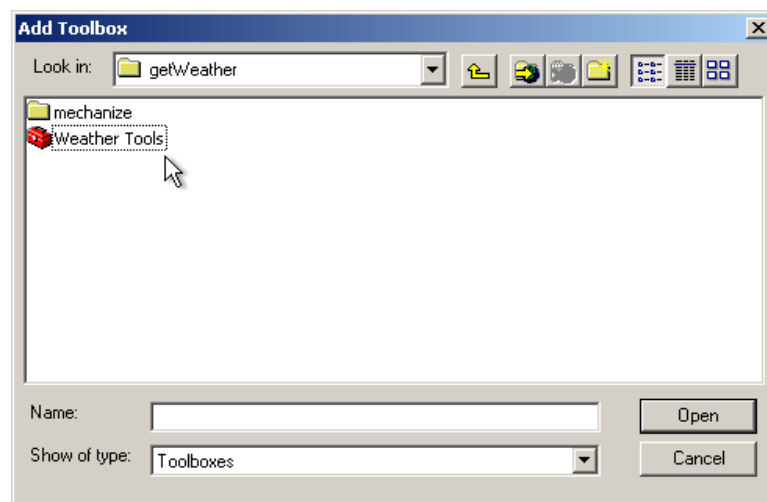 Add Toolbox
Look in: getWeather
mechanize
Weather Tools
Name: Open
Show of type: Toolboxes Cancel